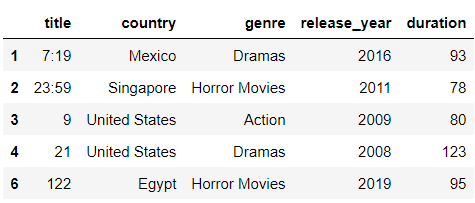 title country genre release_year duration
1 7:19 Mexico Dramas 2016 93
2 23:59 Singapore Horror Movies 2011 78
3 9 United States Action 2009 80
4 21 United States Dramas 2008 123
6 122 Egypt Horror Movies 2019 95